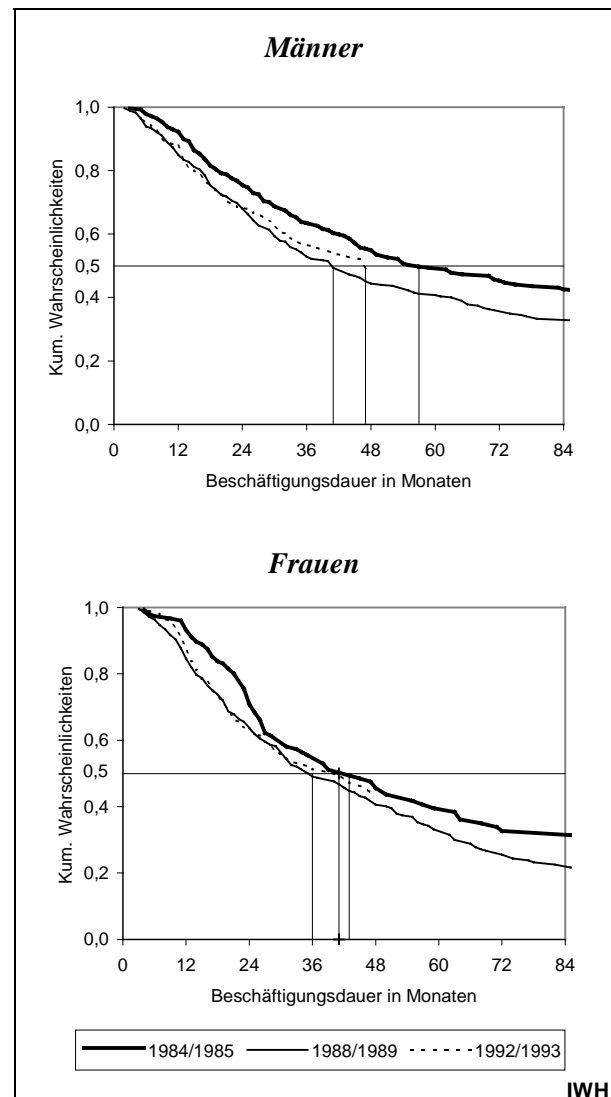 Männer
Kum. Wahrscheinlichkeiten
1,0
0,8
0,6
0,5
0,4
0,2
0,0
0 12 24 36 48 60 72 84
Beschäftigungsdauer in Monaten
Frauen
Kum. Wahrscheinlichkeiten
1,0
0,8
0,6
0,5
0,4
0,2
0,0
0 12 24 36 48 60 72 84
Beschäftigungsdauer in Monaten
1984/1985 1988/1989 1992/1993
IWH